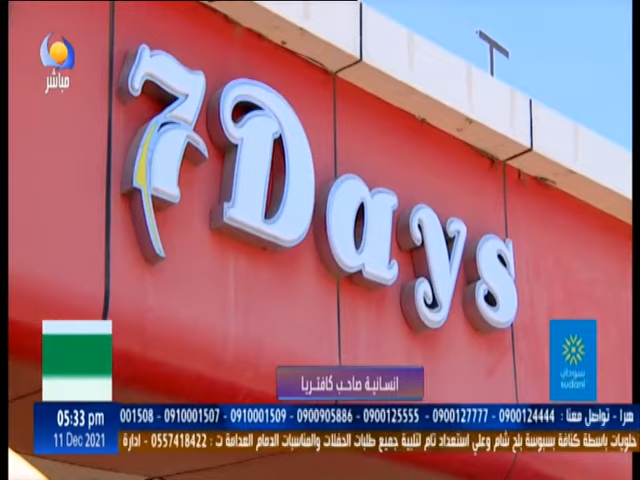 مباشر
7Days
انسانية صاحب كافتريا
سوداني
sudani
05:33 pm
هرا - تواصل معنا : 0900124444 - 0900127777 - 0900125555 - 0900905886 - 0910001509 - 0910001507 - 001508
11 Dec 2021
حلويات باسطة كنافة بسبوسة بلح شام وعلي استعداد تام لتلبية جميع طلبات الحفلات والمناسبات الدمام العدامة ت : 0557418422 - ادارة